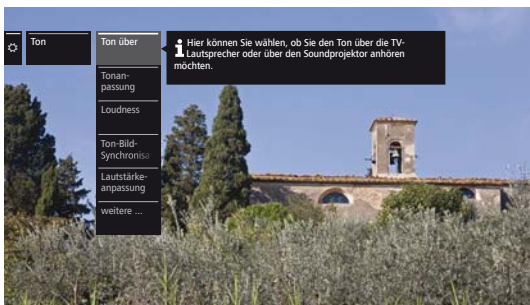 Ton
Ton über
Hier können Sie wählen, ob Sie den Ton über die TV-
Lautsprecher oder über den Soundprojektor anhören
möchten.
Tonan-
passung
Loudness
Ton-Bild-
Synchronisa
Lautstärke-
anpassung
weitere ...